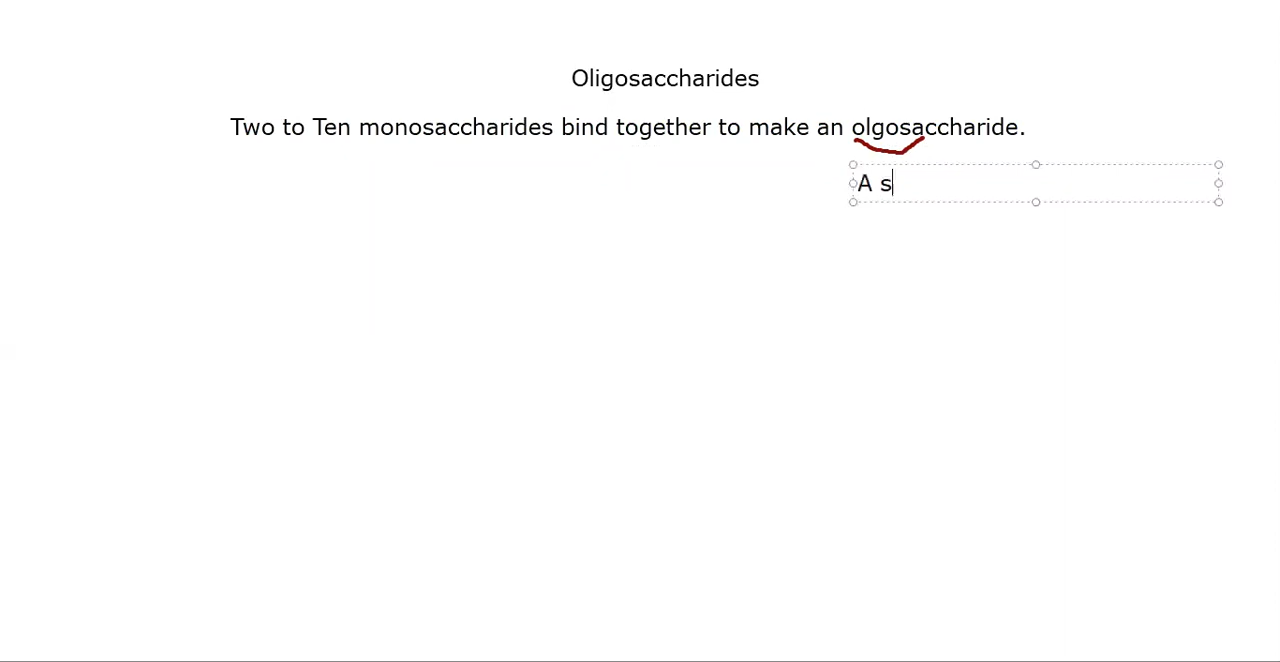 Oligosaccharides
Two to Ten monosaccharides bind together to make an olgosaccharide.
A s